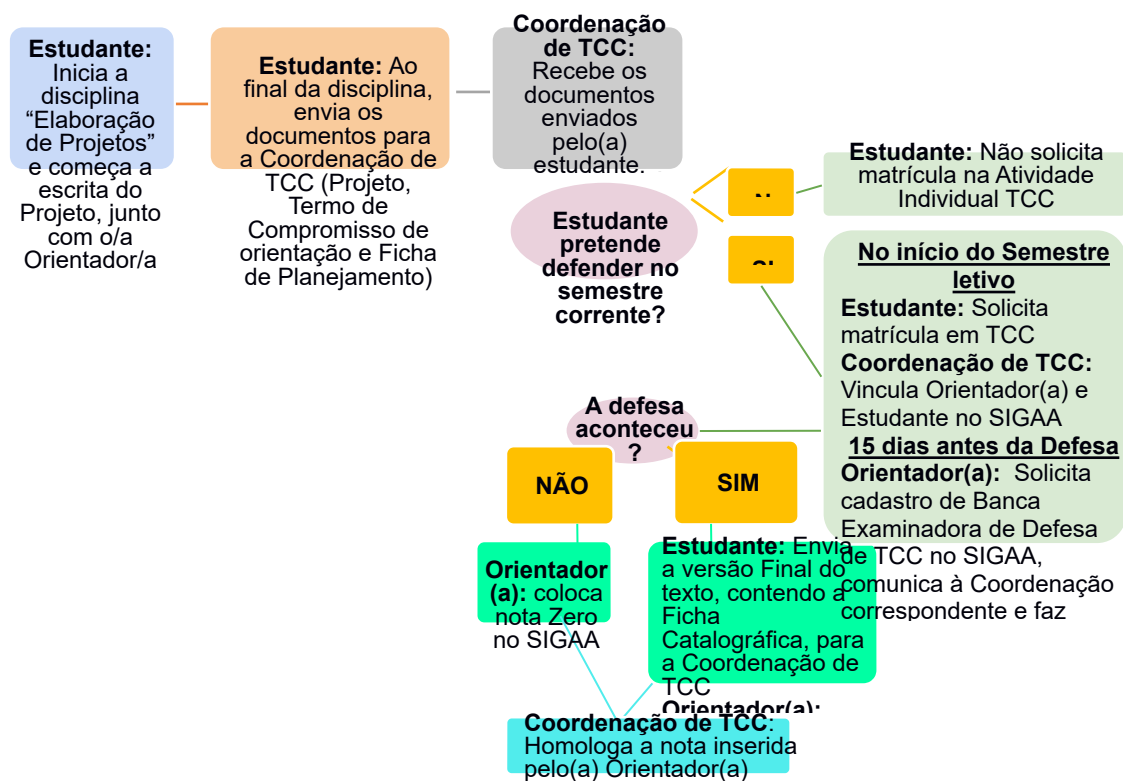 Estudante:
Inicia a
disciplina
“Elaboração
de Projetos”
e começa a
escrita do
Projeto, junto
com o/a
Orientador/a
Estudante: Ao
final da disciplina,
envia os
documentos para
a Coordenação de
TCC (Projeto,
Termo de
Compromisso de
orientação e Ficha
de Planejamento)
Coordenação
de TCC:
Recebe os
documentos
enviados
pelo(a)
estudante.
Estudante
pretende
defender no
semestre
corrente?
Estudante: Não solicita
matrícula na Atividade
Individual TCC
No início do Semestre
letivo
Estudante: Solicita
matrícula em TCC
Coordenação de TCC:
Vincula Orientador(a) e
Estudante no SIGAA
15 dias antes da Defesa
Orientador(a): Solicita
cadastro de Banca
Examinadora de Defesa
de TCC no SIGAA,
comunica à Coordenação
correspondente e faz
A defesa
aconteceu
?
NÃO
SIM
Orientador
(a): coloca
nota Zero
no SIGAA
Estudante: Envia
a versão Final do
texto, contendo a
Ficha
Catalográfica, para
a Coordenação de
TCC
Orientador(a):
Coordenação de TCC:
Homologa a nota inserida
pelo(a) Orientador(a)